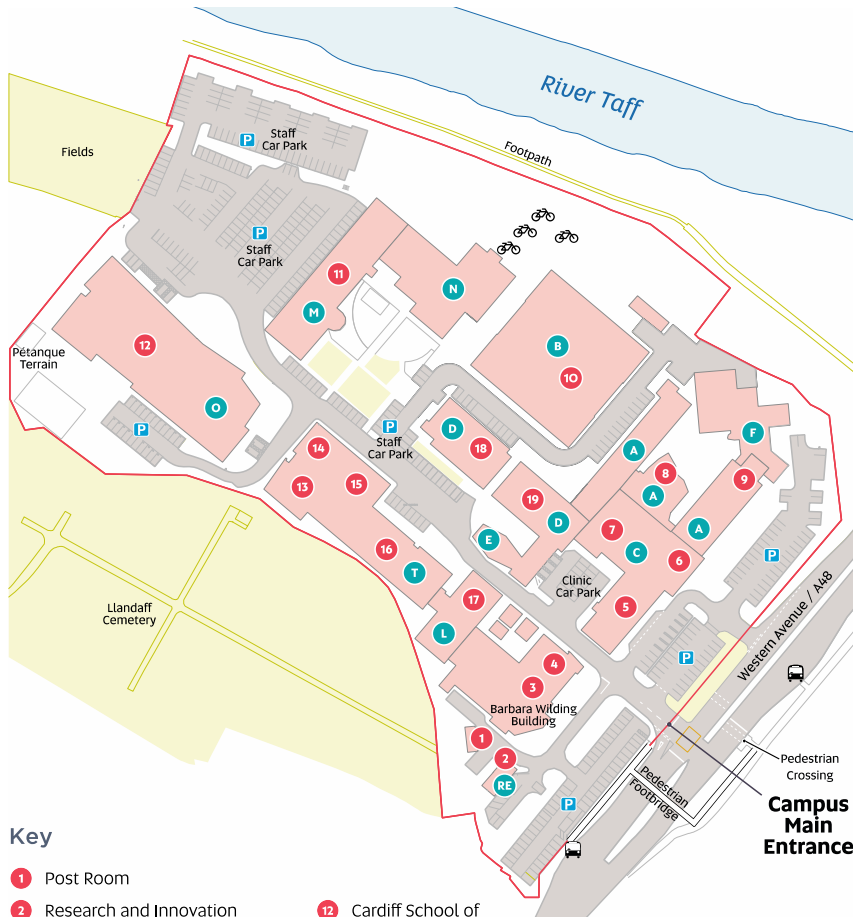 River Taff
Footpath
Fields
P
Staff
Car Park
P
Staff
Car Park
11
M
N
12
O
Pétanque
Terrain
P
B
10
P
Staff
Car Park
D
18
A
F
8
A
9
14
13
15
19
D
7
A
E
C
6
P
16
T
Clinic
Car Park
5
Llandaff
Cemetery
17
L
Western Avenue / A48
P
4
3
Barbara Wilding
Building
1
2
RE
P
Pedestrian
Crossing
Pedestrian
Footbridge
Campus
Main
Entrance
Key
1 Post Room
2 Research and Innovation
12 Cardiff School of